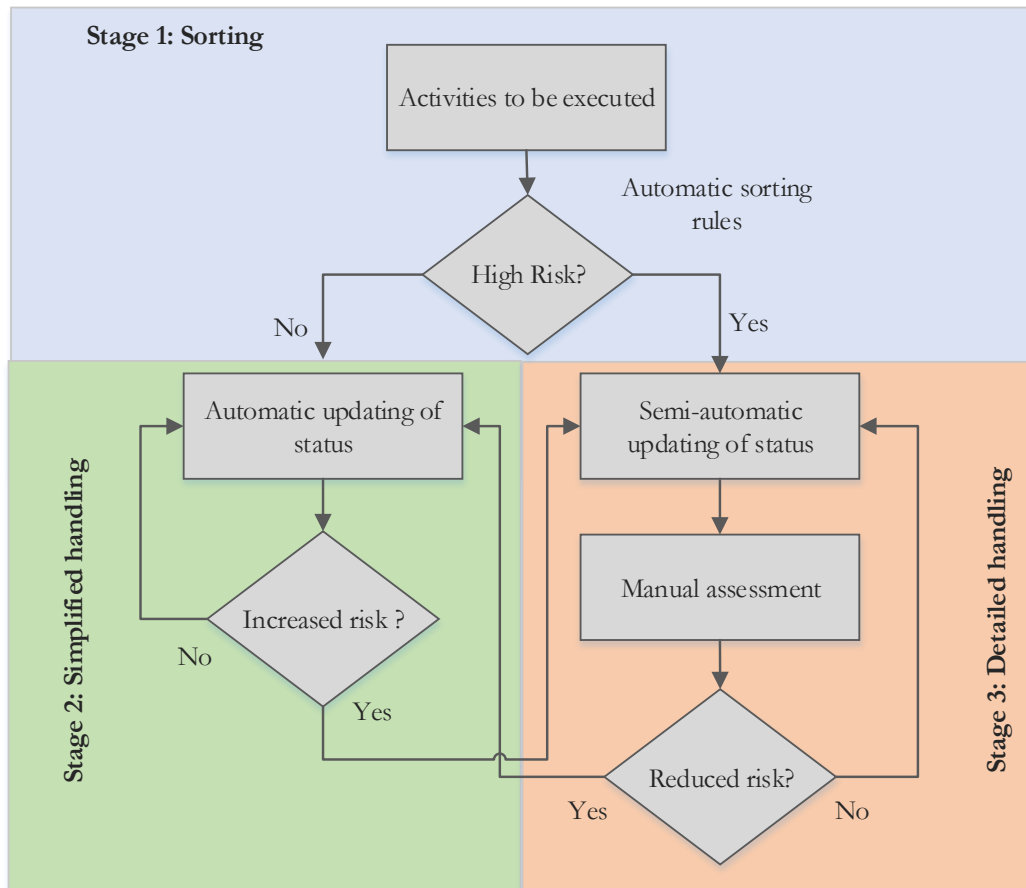 Stage 1: Sorting
Activities to be executed
Automatic sorting
rules
High Risk?
No
Yes
Automatic updating of
status
Semi-automatic
updating of status
Stage 2: Simplified handling
Stage 3: Detailed handling
Manual assessment
Increased risk ?
No
Yes
Reduced risk?
Yes
No